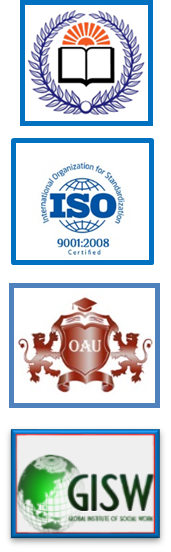 International Organization for Standardization
ISO
9001:2008
Certified
OAU
GISW
GLOBAL INSTITUTE OF SOCIAL WORK